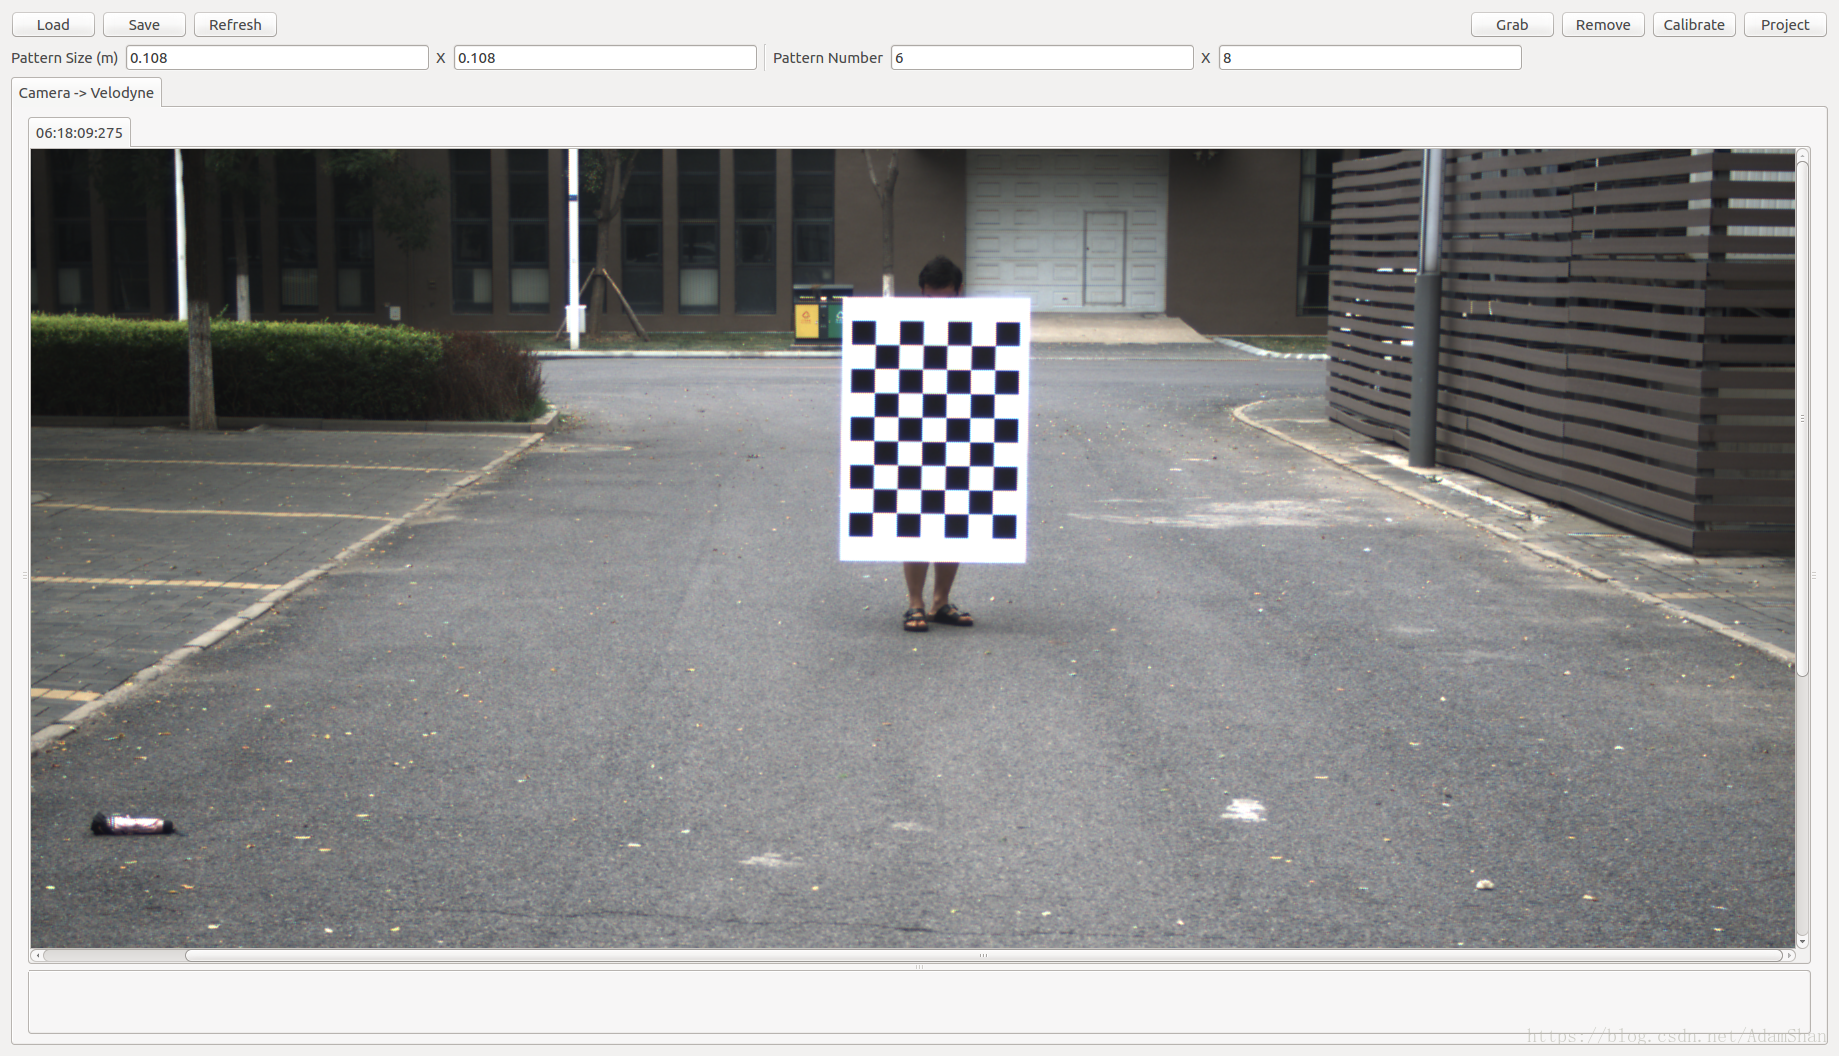 Load Save Refresh Grab Remove Calibrate Project
Pattern Size (m) 0.108 X 0.108 Pattern Number 6 X 8
Camera -> Velodyne
06:18:09:275
https://blog.csdn.net/AdamShan